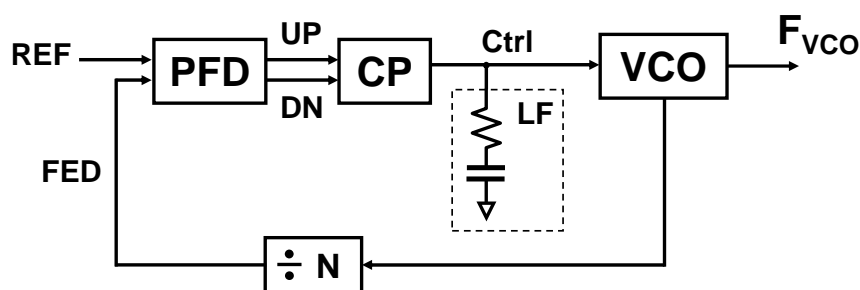 REF
PFD
UP
DN
CP
Ctrl
LF
VCO
FVCO
FED
÷ N